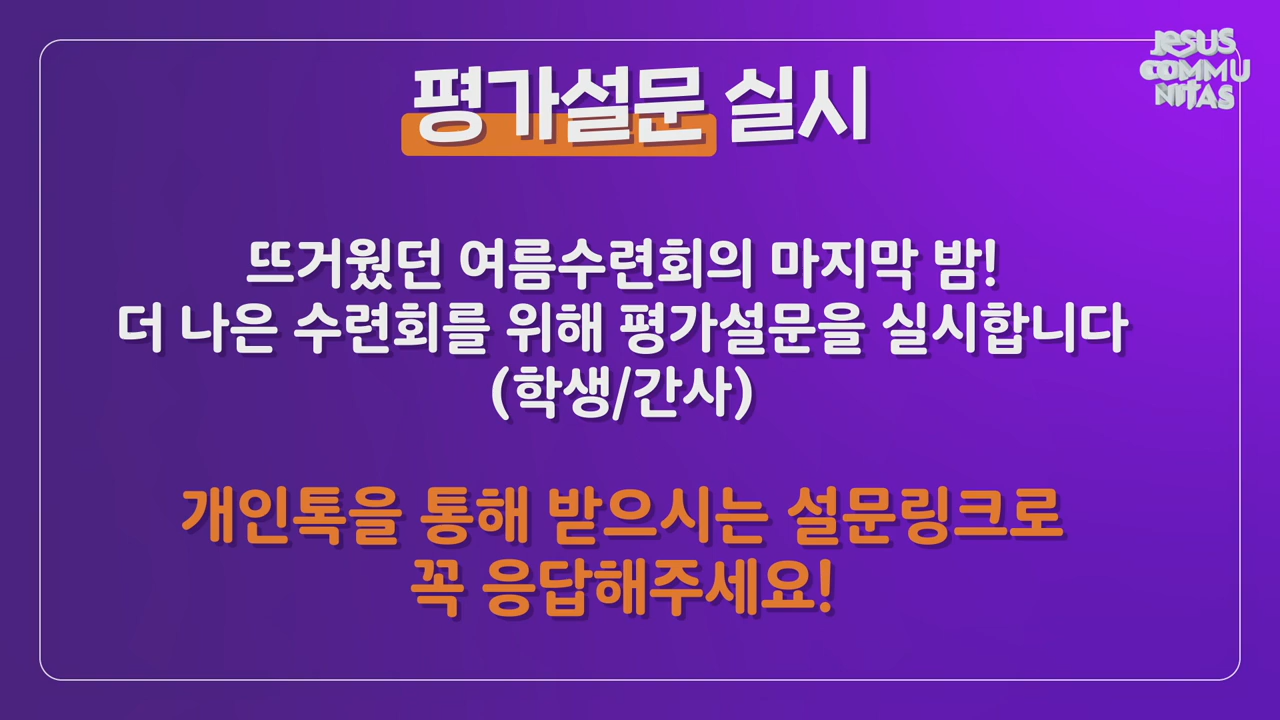 JESUS
COMMU
NITAS
평가설문 실시
뜨거웠던 여름수련회의 마지막 밤!
더 나은 수련회를 위해 평가설문을 실시합니다
(학생/간사)
개인톡을 통해 받으시는 설문링크로
꼭 응답해주세요!